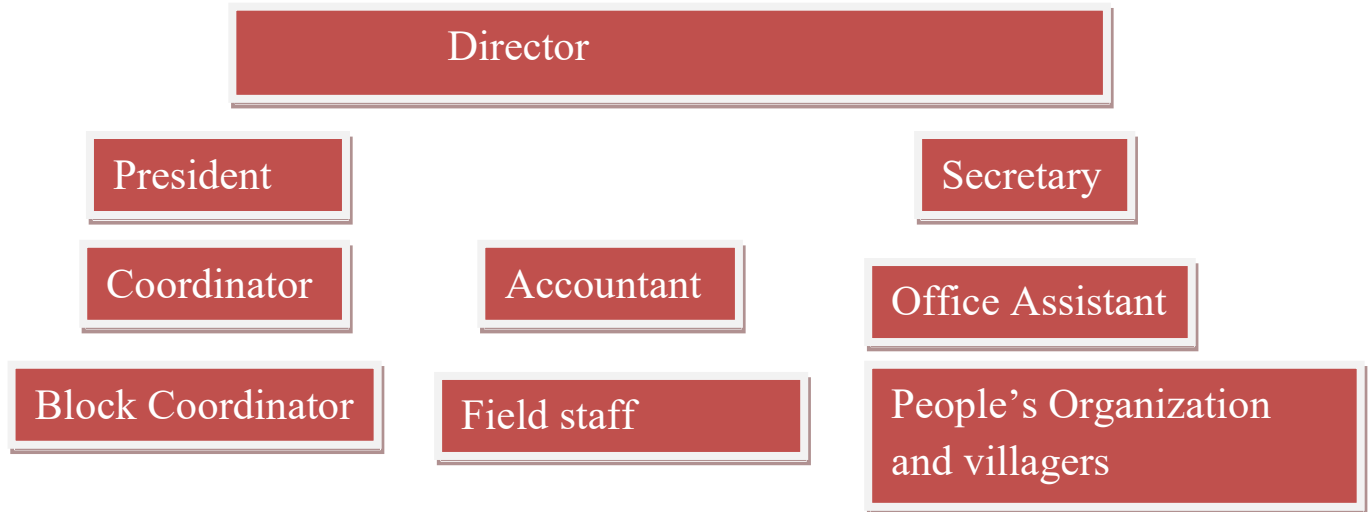 Director
President
Secretary
Coordinator
Accountant
Office Assistant
Block Coordinator
Field staff
People’s Organization
and villagers